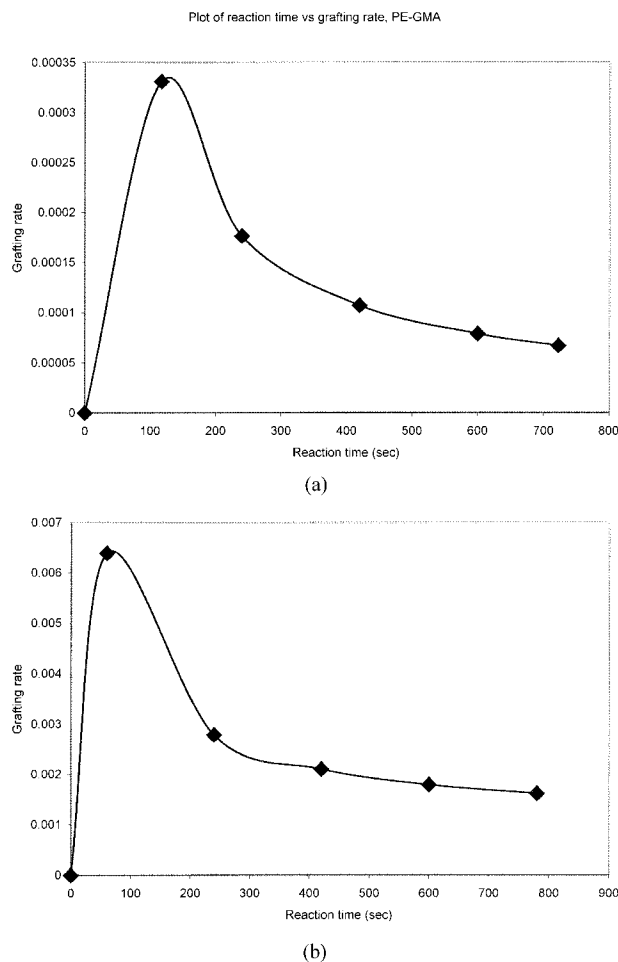 Plot of reaction time vs grafting rate, PE-GMA
0.00035
0.0003
0.00025
0.0002
0.00015
0.0001
0.00005
0
Grafting rate
0 100 200 300 400 500 600 700 800
Reaction time (sec)
(a)
0.007
0.006
0.005
0.004
0.003
0.002
0.001
0
Grafting rate
0 100 200 300 400 500 600 700 800 900
Reaction time (sec)
(b)